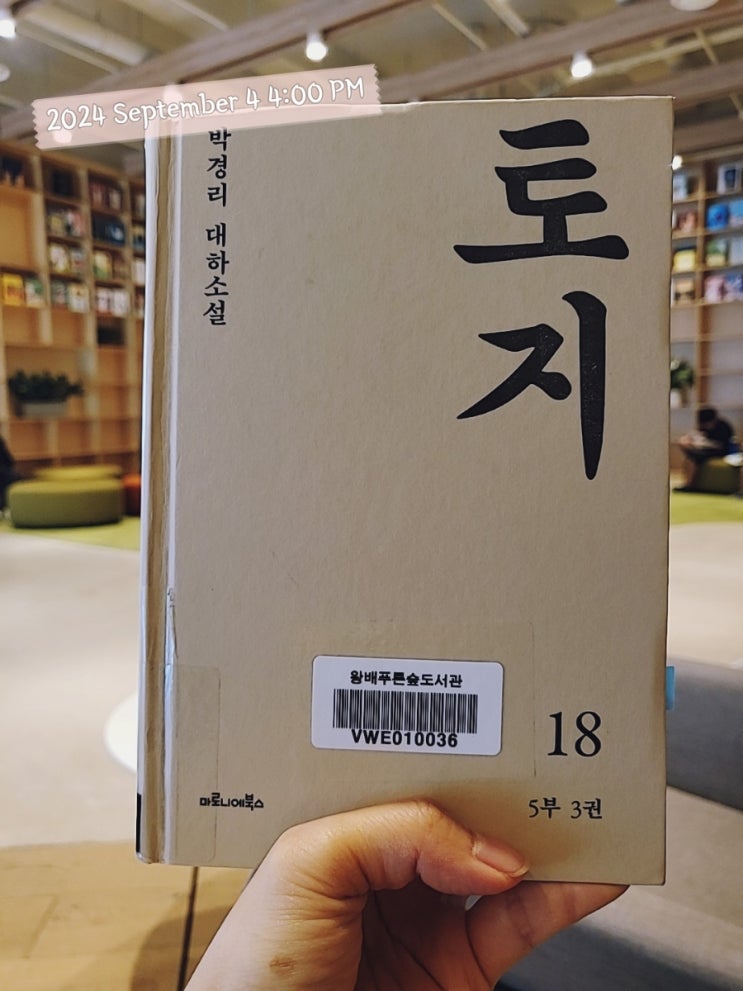 2024 September 4 4:00 PM
박경리 대하소설
토지
왕배푸른숲도서관
VWE010036
18
5부 3권
마로니에북스